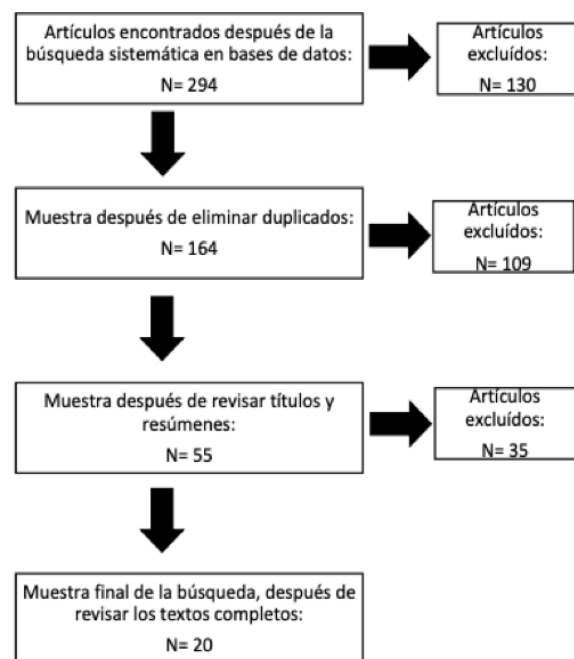 Artículos encontrados después de la
búsqueda sistemática en bases de datos:
N= 294
Artículos
excluídos:
N= 130
Muestra después de eliminar duplicados:
N= 164
Artículos
excluídos:
N= 109
Muestra después de revisar títulos y
resúmenes:
N= 55
Artículos
excluídos:
N= 35
Muestra final de la búsqueda, después de
revisar los textos completos:
N= 20